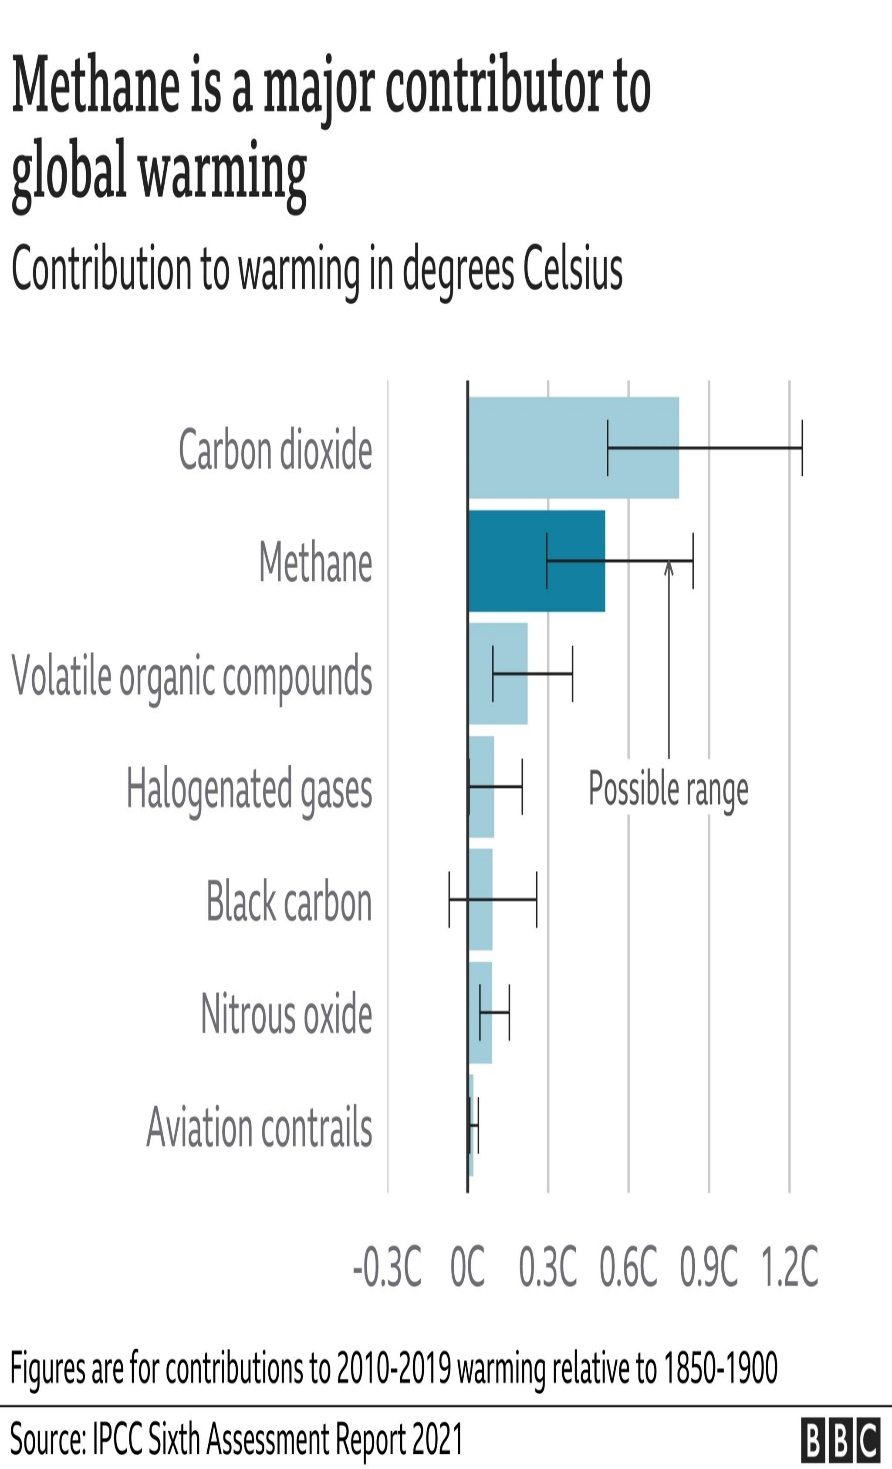 Methane is a major contributor to
global warming
Contribution to warming in degrees Celsius
Carbon dioxide
Methane
Volatile organic compounds
Halogenated gases
Possible range
Black carbon
Nitrous oxide
Aviation contrails
-0.3C 0C 0.3C 0.6C 0.9C 1.2C
Figures are for contributions to 2010-2019 warming relative to 1850-1900
Source: IPCC Sixth Assessment Report 2021
BBC